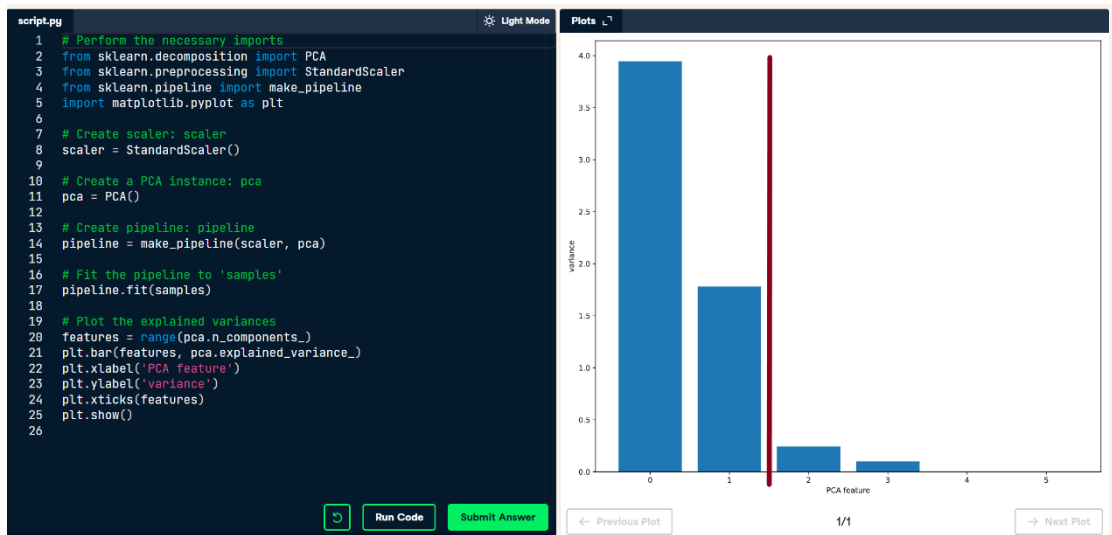 script.py
Light Mode
1 # Perform the necessary imports
2 from sklearn.decomposition import PCA
3 from sklearn.preprocessing import StandardScaler
4 from sklearn.pipeline import make_pipeline
5 import matplotlib.pyplot as plt
6
7 # Create scaler: scaler
8 scaler = StandardScaler()
9
10 # Create a PCA instance: pca
11 pca = PCA()
12
13 # Create pipeline: pipeline
14 pipeline = make_pipeline(scaler, pca)
15
16 # Fit the pipeline to 'samples'
17 pipeline.fit(samples)
18
19 # Plot the explained variances
20 features = range(pca.n_components_)
21 plt.bar(features, pca.explained_variance_)
22 plt.xlabel('PCA feature')
23 plt.ylabel('variance')
24 plt.xticks(features)
25 plt.show()
26
Run Code
Submit Answer
Plots
4.0
3.5
3.0
2.5
variance
2.0
1.5
1.0
0.5
0.0
0 1 2 3 4 5
PCA feature
← Previous Plot
1/1
→ Next Plot